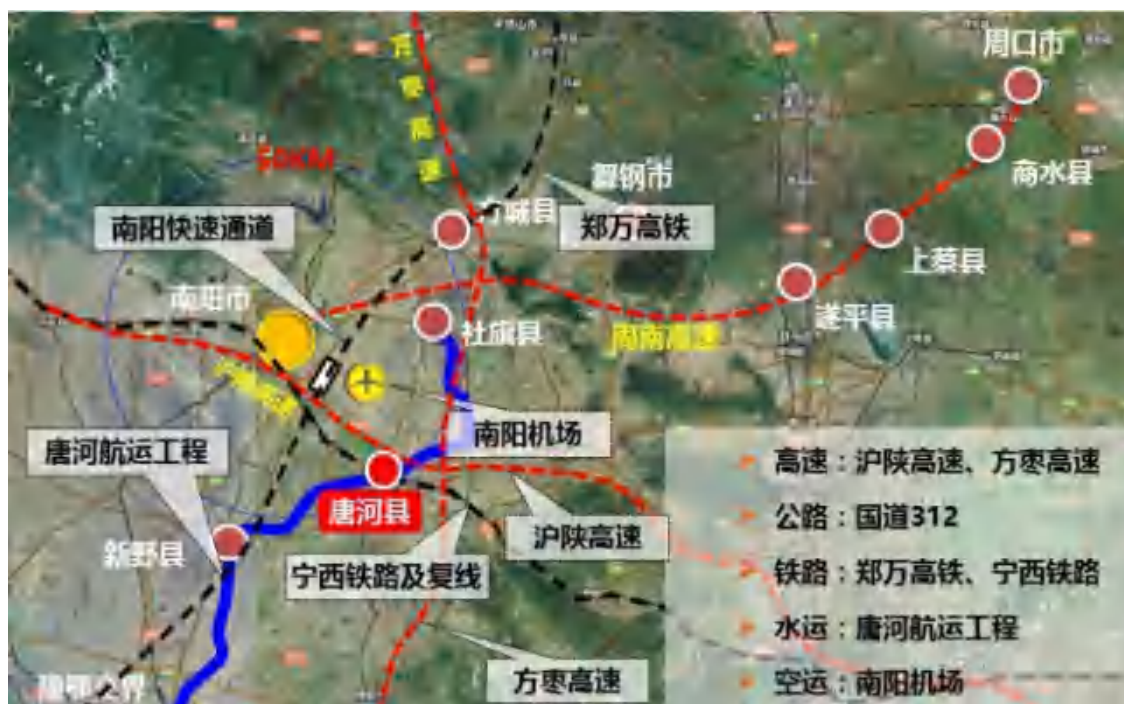 周口市
方枣高速
50KM
舞钢市
商水县
方城县
南阳快速通道
郑万高铁
上蔡县
南阳市
社旗县
周南高速
遂平县
南阳机场
唐河航运工程
高速：沪陕高速、方枣高速
唐河县
公路：国道312
沪陕高速
新野县
宁西铁路及复线
铁路：郑万高铁、宁西铁路
水运：唐河航运工程
方枣高速
空运：南阳机场